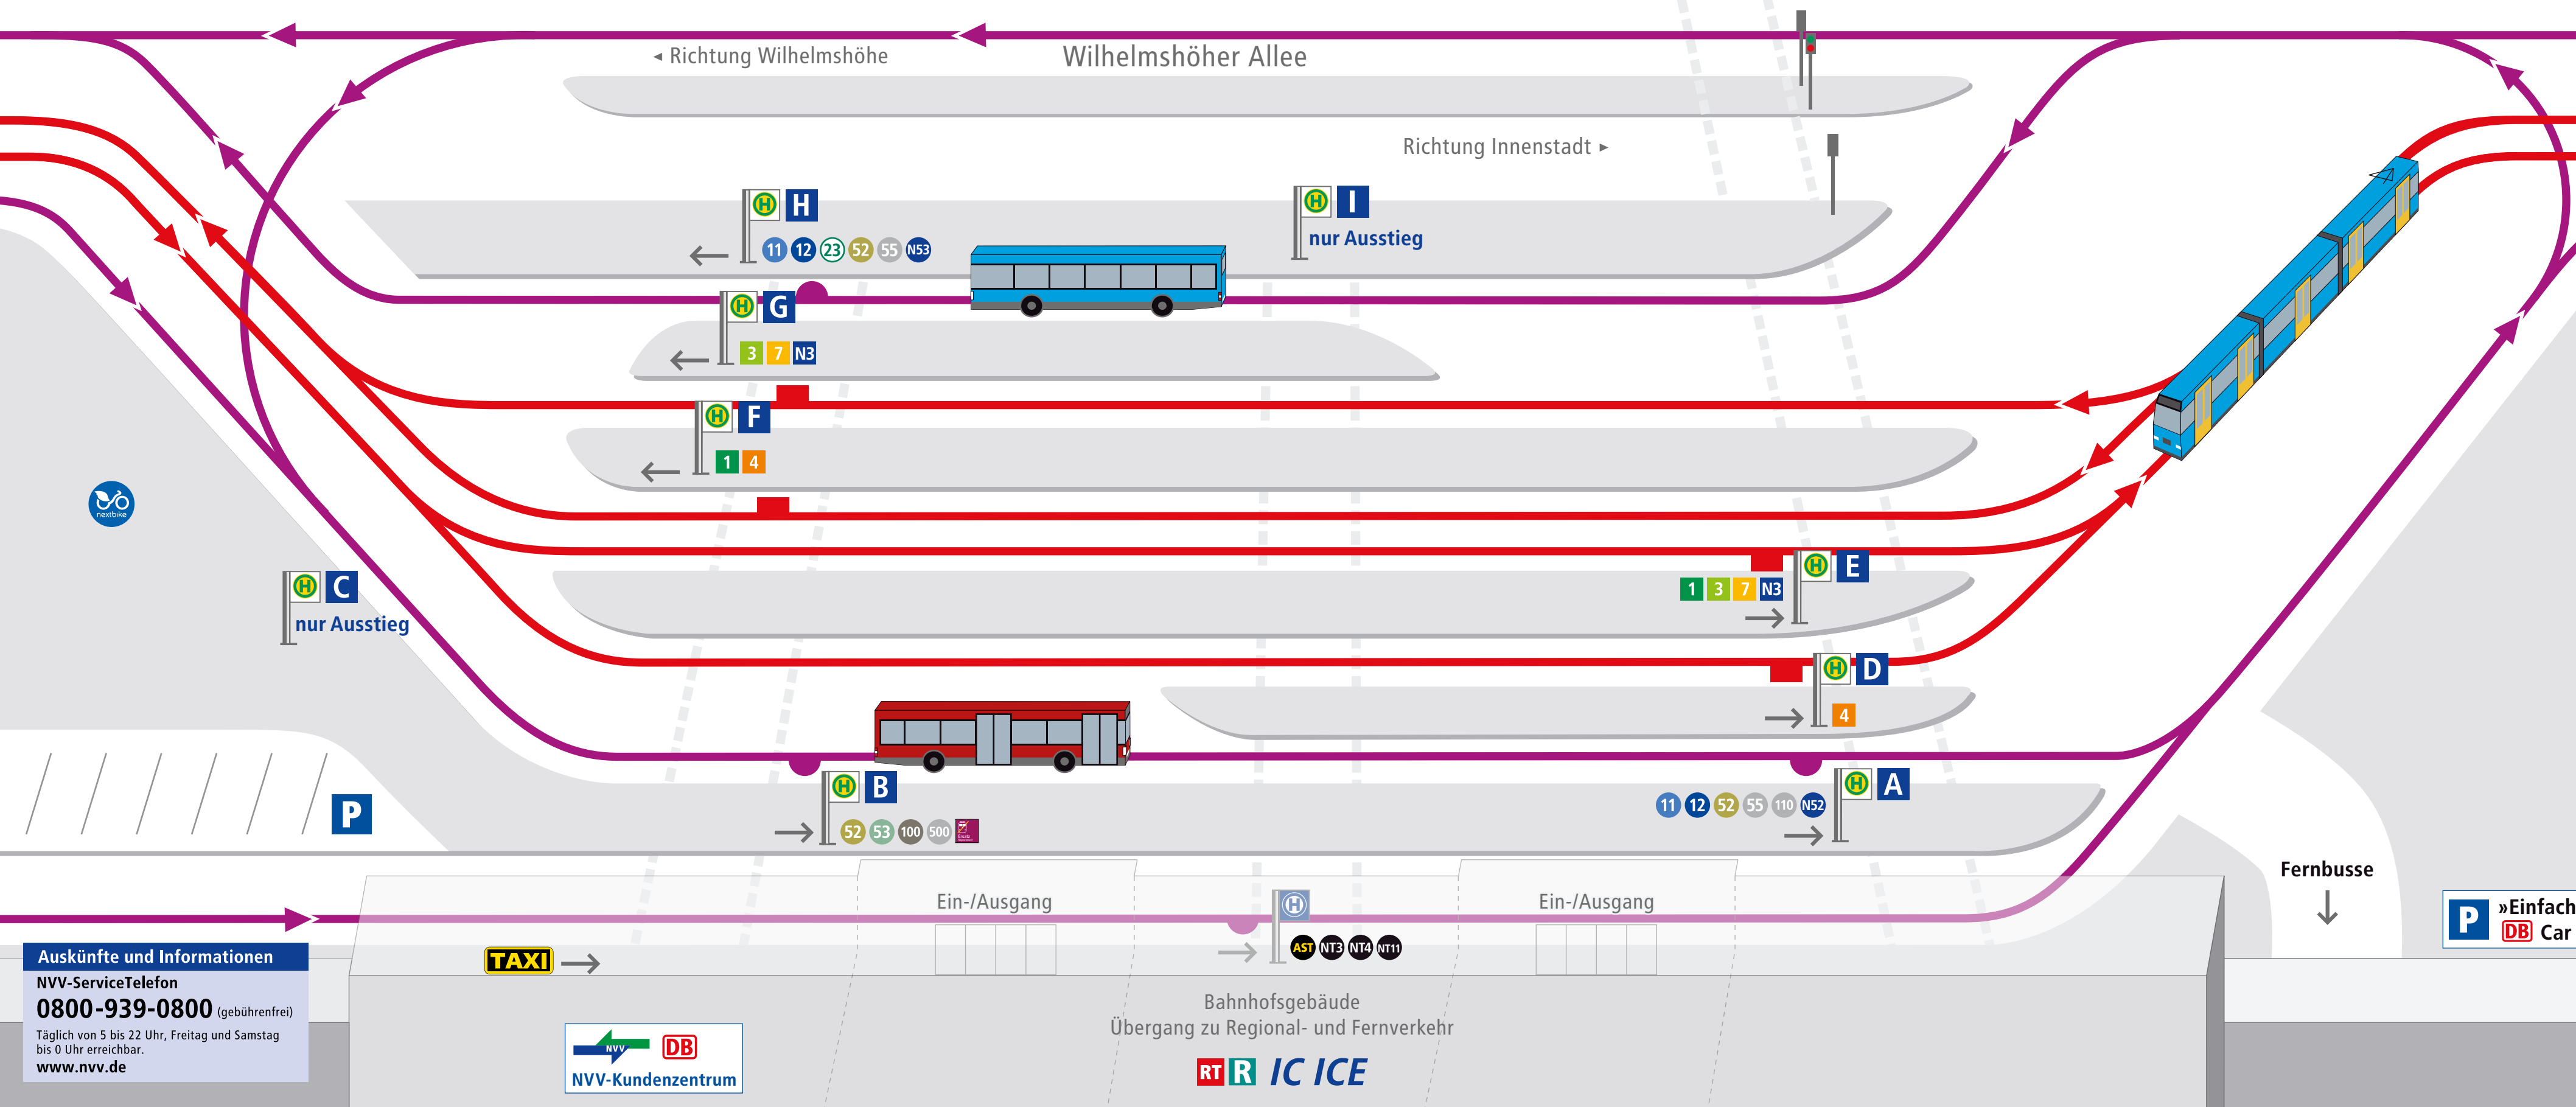 ◄ Richtung Wilhelmshöhe
Wilhelmshöher Allee
Richtung Innenstadt ►
H H
11 12 23 52 55 N53
H I
nur Ausstieg
H G
3 7 N3
H F
1 4
nextbike
H C
nur Ausstieg
H E
1 3 7 N3
H D
4
H B
52 53 100 500
H A
11 12 52 55 110 N52
P
Ein-/Ausgang
Ein-/Ausgang
H
AST NT3 NT4 NT11
TAXI
Fernbusse
P »Einfach
DB Car
Auskünfte und Informationen
NVV-ServiceTelefon
0800-939-0800 (gebührenfrei)
Täglich von 5 bis 22 Uhr, Freitag und Samstag
bis 0 Uhr erreichbar.
www.nvv.de
NVV DB
NVV-Kundenzentrum
Bahnhofsgebäude
Übergang zu Regional- und Fernverkehr
RT R IC ICE